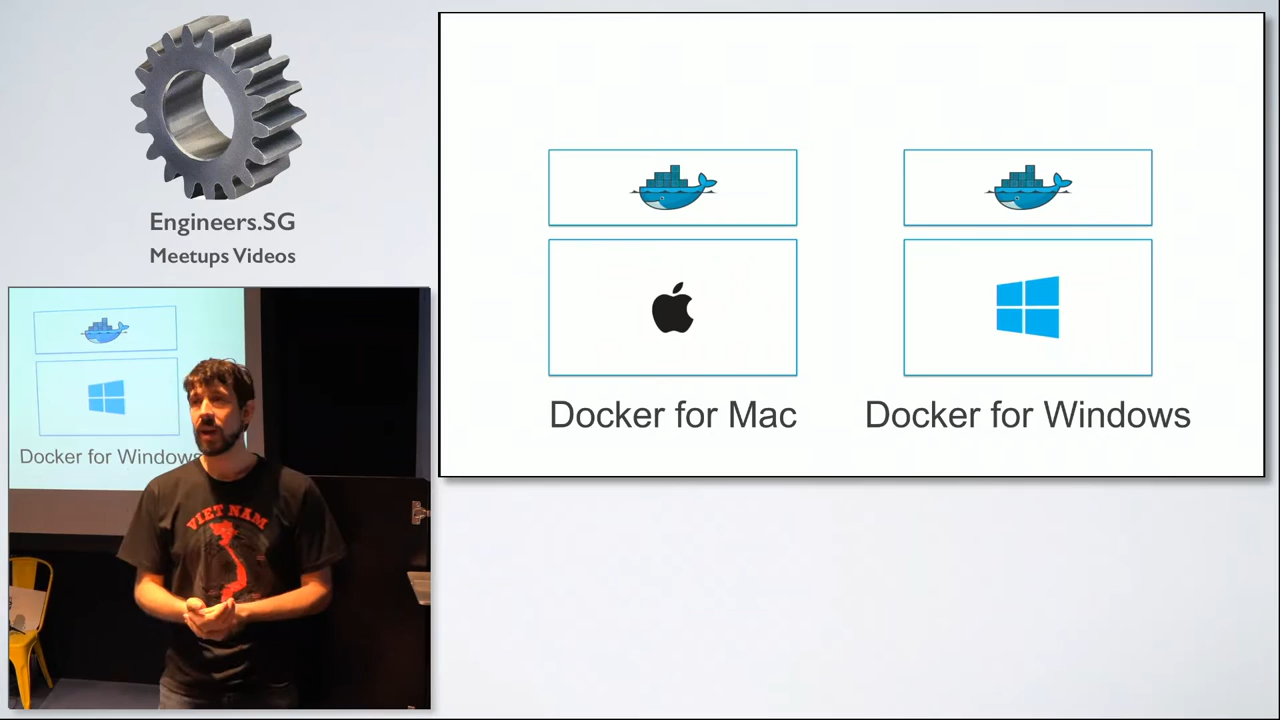 Engineers.SG
Meetups Videos
Docker for Mac
Docker for Windows
Docker for Windows
VIET NAM